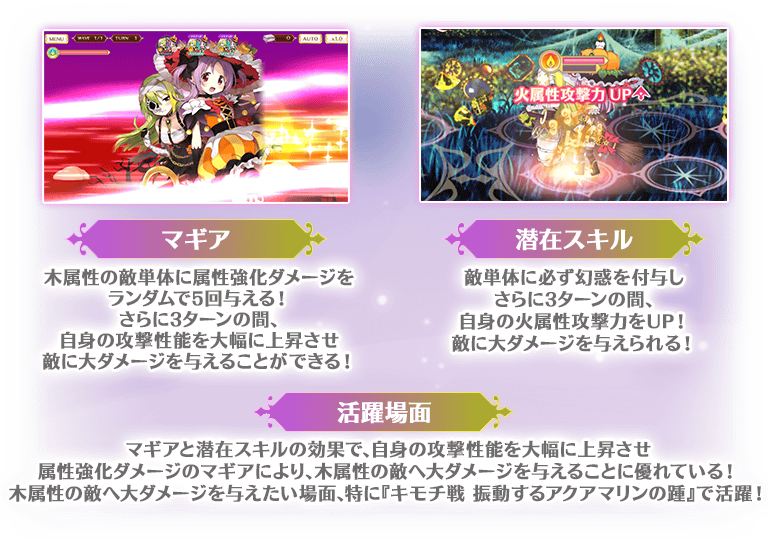 MENU
WAVE 1/1
TURN 1
0
AUTO
×1.0
火属性攻撃力 UP
マギア
木属性の敵単体に属性強化ダメージを
ランダムで5回与える！
さらに3ターンの間、
自身の攻撃性能を大幅に上昇させ
敵に大ダメージを与えることができる！
潜在スキル
敵単体に必ず幻惑を付与し
さらに3ターンの間、
自身の火属性攻撃力をUP！
敵に大ダメージを与えられる！
活躍場面
マギアと潜在スキルの効果で、自身の攻撃性能を大幅に上昇させ
属性強化ダメージのマギアにより、木属性の敵へ大ダメージを与えることに優れている！
木属性の敵へ大ダメージを与えたい場面、特に『キモチ戦 振動するアクアマリンの踵』で活躍！